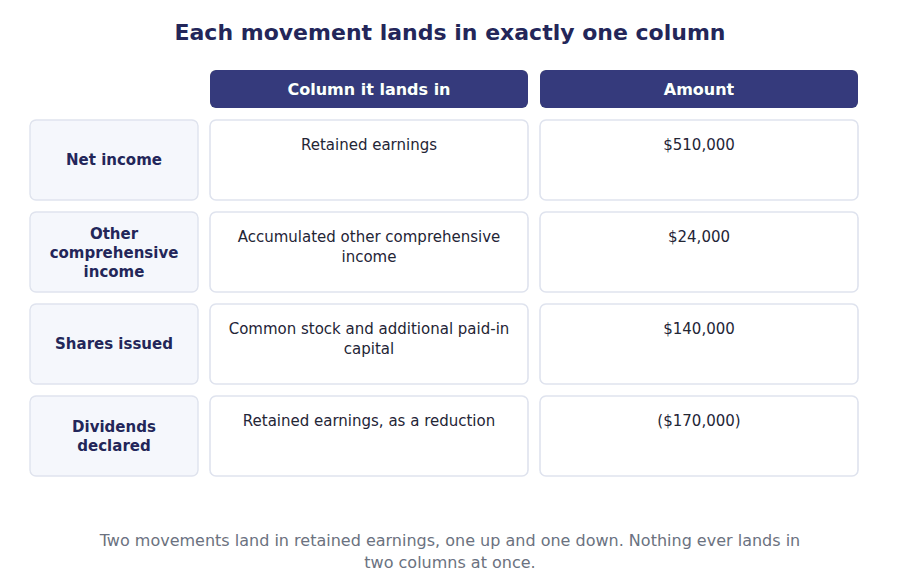 Each movement lands in exactly one column
Column it lands in
Amount
Net income
Retained earnings
$510,000
Other
comprehensive
income
Accumulated other comprehensive
income
$24,000
Shares issued
Common stock and additional paid-in
capital
$140,000
Dividends
declared
Retained earnings, as a reduction
($170,000)
Two movements land in retained earnings, one up and one down. Nothing ever lands in
two columns at once.